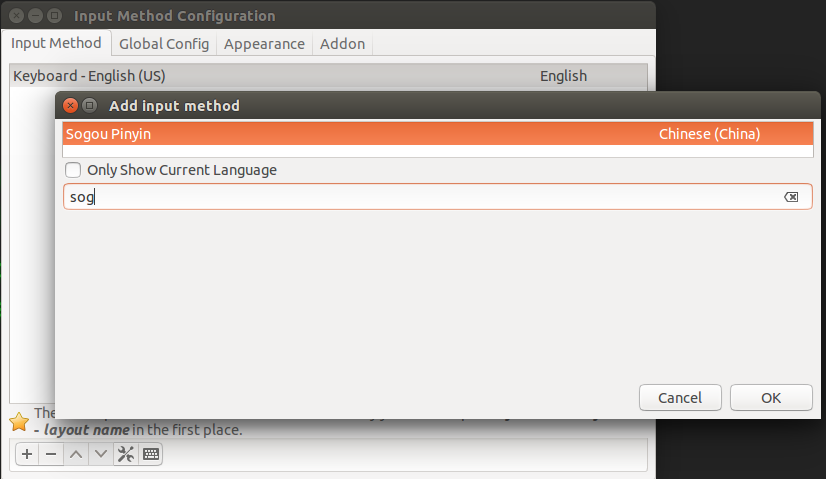 Input Method Configuration
Input Method Global Config Appearance Addon
Keyboard - English (US) English
Add input method
Sogou Pinyin Chinese (China)
Only Show Current Language
sog
Cancel OK
The
- layout name in the first place.